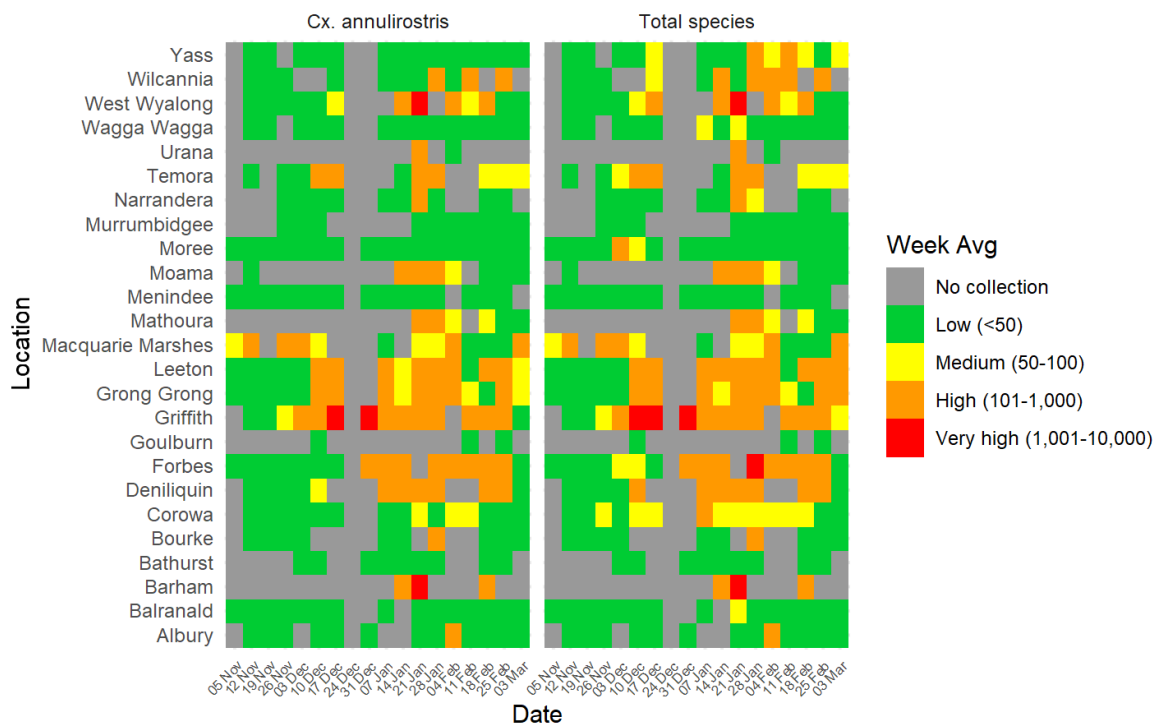 Cx. annulirostris
Total species
Location
Yass
Wilcannia
West Wyalong
Wagga Wagga
Urana
Temora
Narrandera
Murrumbidgee
Moree
Moama
Menindee
Mathoura
Macquarie Marshes
Leeton
Grong Grong
Griffith
Goulburn
Forbes
Deniliquin
Corowa
Bourke
Bathurst
Barham
Balranald
Albury
05 Nov
12 Nov
19 Nov
26 Nov
03 Dec
10 Dec
17 Dec
24 Dec
31 Dec
07 Jan
14 Jan
21 Jan
28 Jan
04 Feb
11 Feb
18 Feb
25 Feb
03 Mar
05 Nov
12 Nov
19 Nov
26 Nov
03 Dec
10 Dec
17 Dec
24 Dec
31 Dec
07 Jan
14 Jan
21 Jan
28 Jan
04 Feb
11 Feb
18 Feb
25 Feb
03 Mar
Date
Week Avg
No collection
Low (<50)
Medium (50-100)
High (101-1,000)
Very high (1,001-10,000)